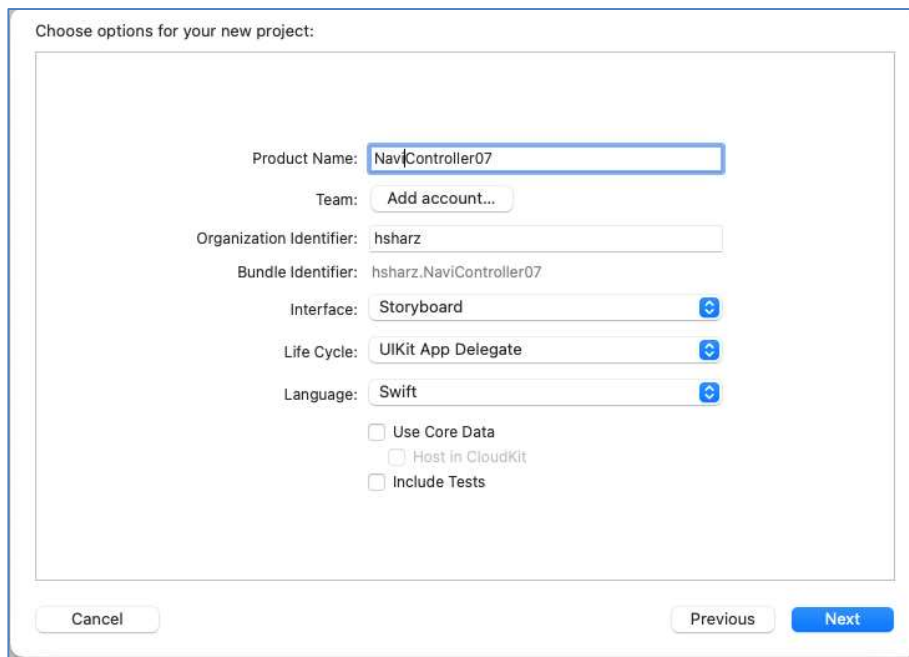 Choose options for your new project:
Product Name: NaviController07
Team: Add account...
Organization Identifier: hsharz
Bundle Identifier: hsharz.NaviController07
Interface: Storyboard
Life Cycle: UIKit App Delegate
Language: Swift
Use Core Data
Host in CloudKit
Include Tests
Cancel Previous Next